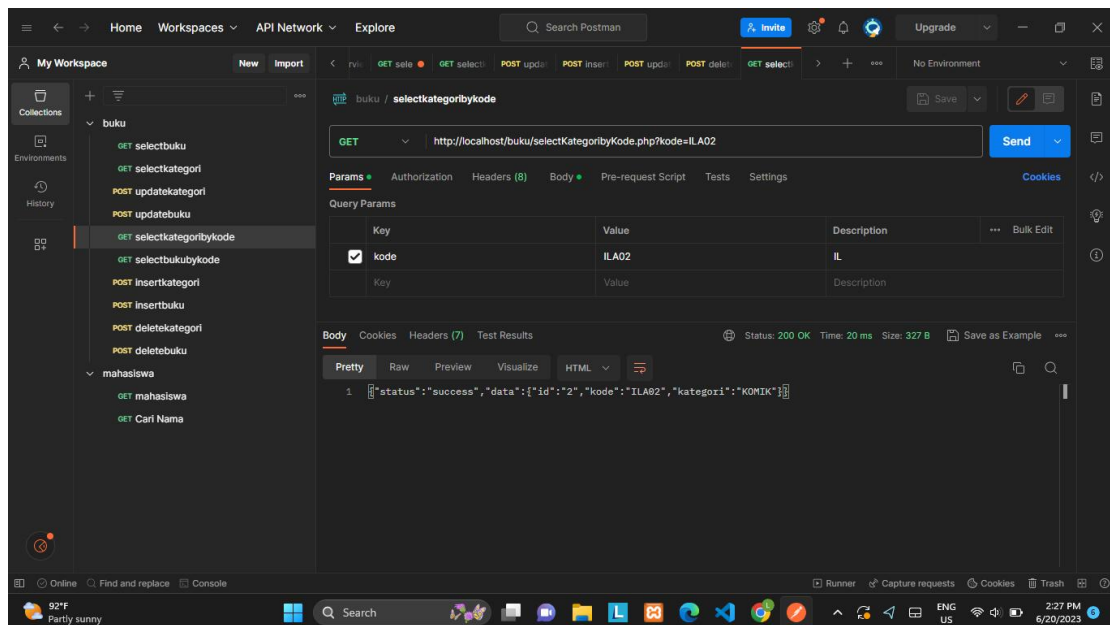 Home Workspaces API Network Explore Search Postman Invite Upgrade
My Workspace New Import rvie GET sele GET selecti POST updat POST insert POST updat POST delet GET selecti No Environment
Collections
Environments
History
buku
GET selectbuku
GET selectkategori
POST updatekategori
POST updatebuku
GET selectkategoribykode
GET selectbukubykode
POST insertkategori
POST insertbuku
POST deletekategori
POST deletebuku
mahasiswa
GET mahasiswa
GET Cari Nama
HTTP buku / selectkategoribykode Save
GET http://localhost/buku/selectKategoribyKode.php?kode=ILA02 Send
Params Authorization Headers (8) Body Pre-request Script Tests Settings Cookies
Query Params
Key Value Description Bulk Edit
kode ILA02 IL
Key Value Description
Body Cookies Headers (7) Test Results Status: 200 OK Time: 20 ms Size: 327 B Save as Example
Pretty Raw Preview Visualize HTML
1 {"status":"success","data":{"id":"2","kode":"ILA02","kategori":"KOMIK"}}
Online Find and replace Console Runner Capture requests Cookies Trash
92°F
Partly sunny
Search
ENG
US
2:27 PM
6/20/2023
6